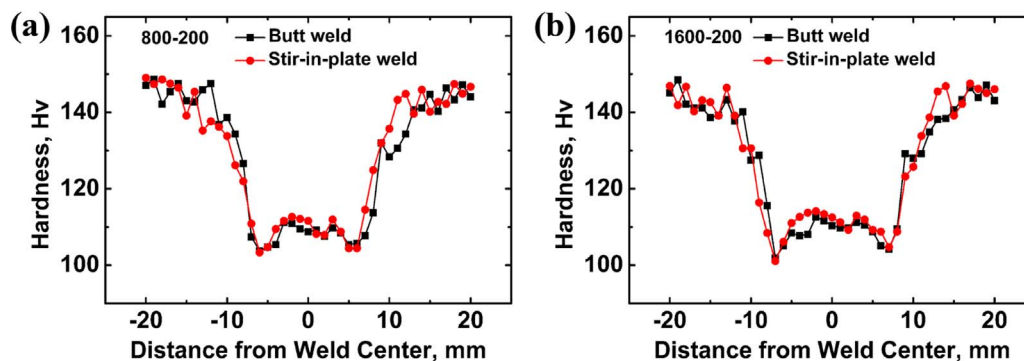 (a)
800-200
Butt weld
Stir-in-plate weld
160
140
120
100
Hardness, Hv
-20
-10
0
10
20
Distance from Weld Center, mm
(b)
1600-200
Butt weld
Stir-in-plate weld
160
140
120
100
Hardness, Hv
-20
-10
0
10
20
Distance from Weld Center, mm